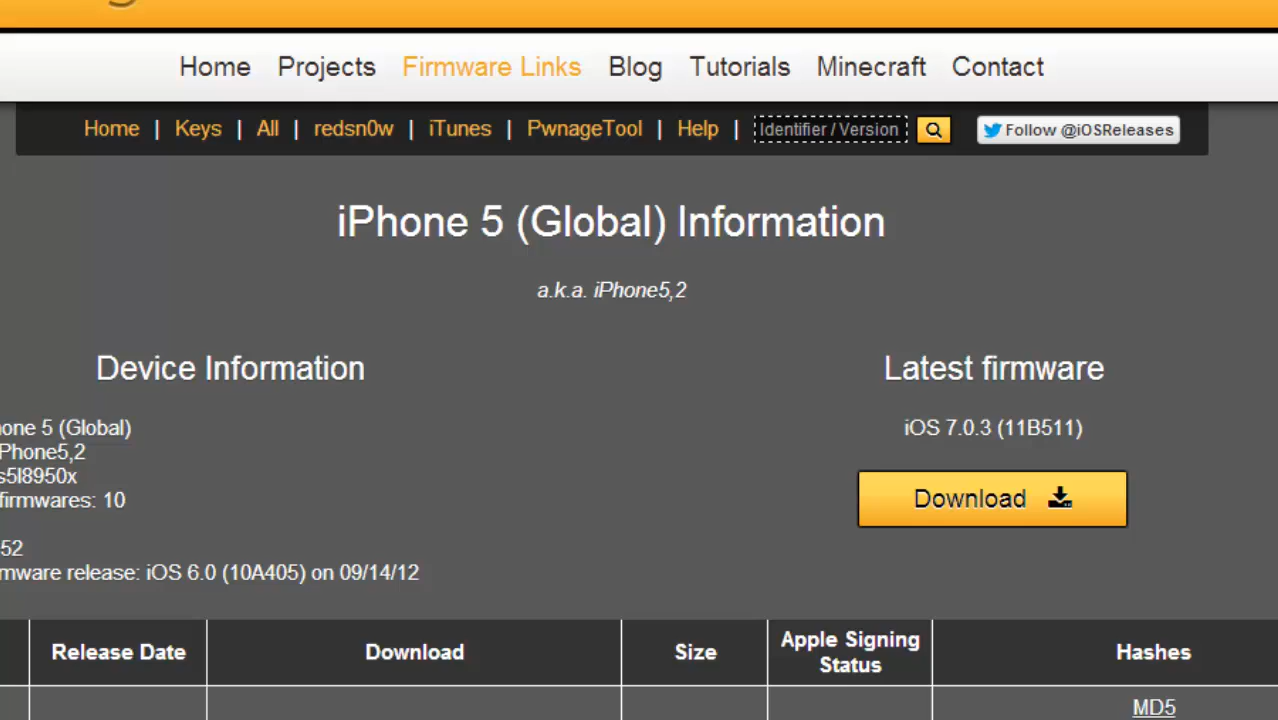 Home Projects Firmware Links Blog Tutorials Minecraft Contact
Home | Keys | All | redsn0w | iTunes | PwnageTool | Help | Identifier / Version Follow @iOSReleases
iPhone 5 (Global) Information
a.k.a. iPhone5,2
Device Information
one 5 (Global)
Phone5,2
s5l8950x
firmwares: 10
52
mware release: iOS 6.0 (10A405) on 09/14/12
Latest firmware
iOS 7.0.3 (11B511)
Download
Release Date Download Size Apple Signing Status Hashes
MD5